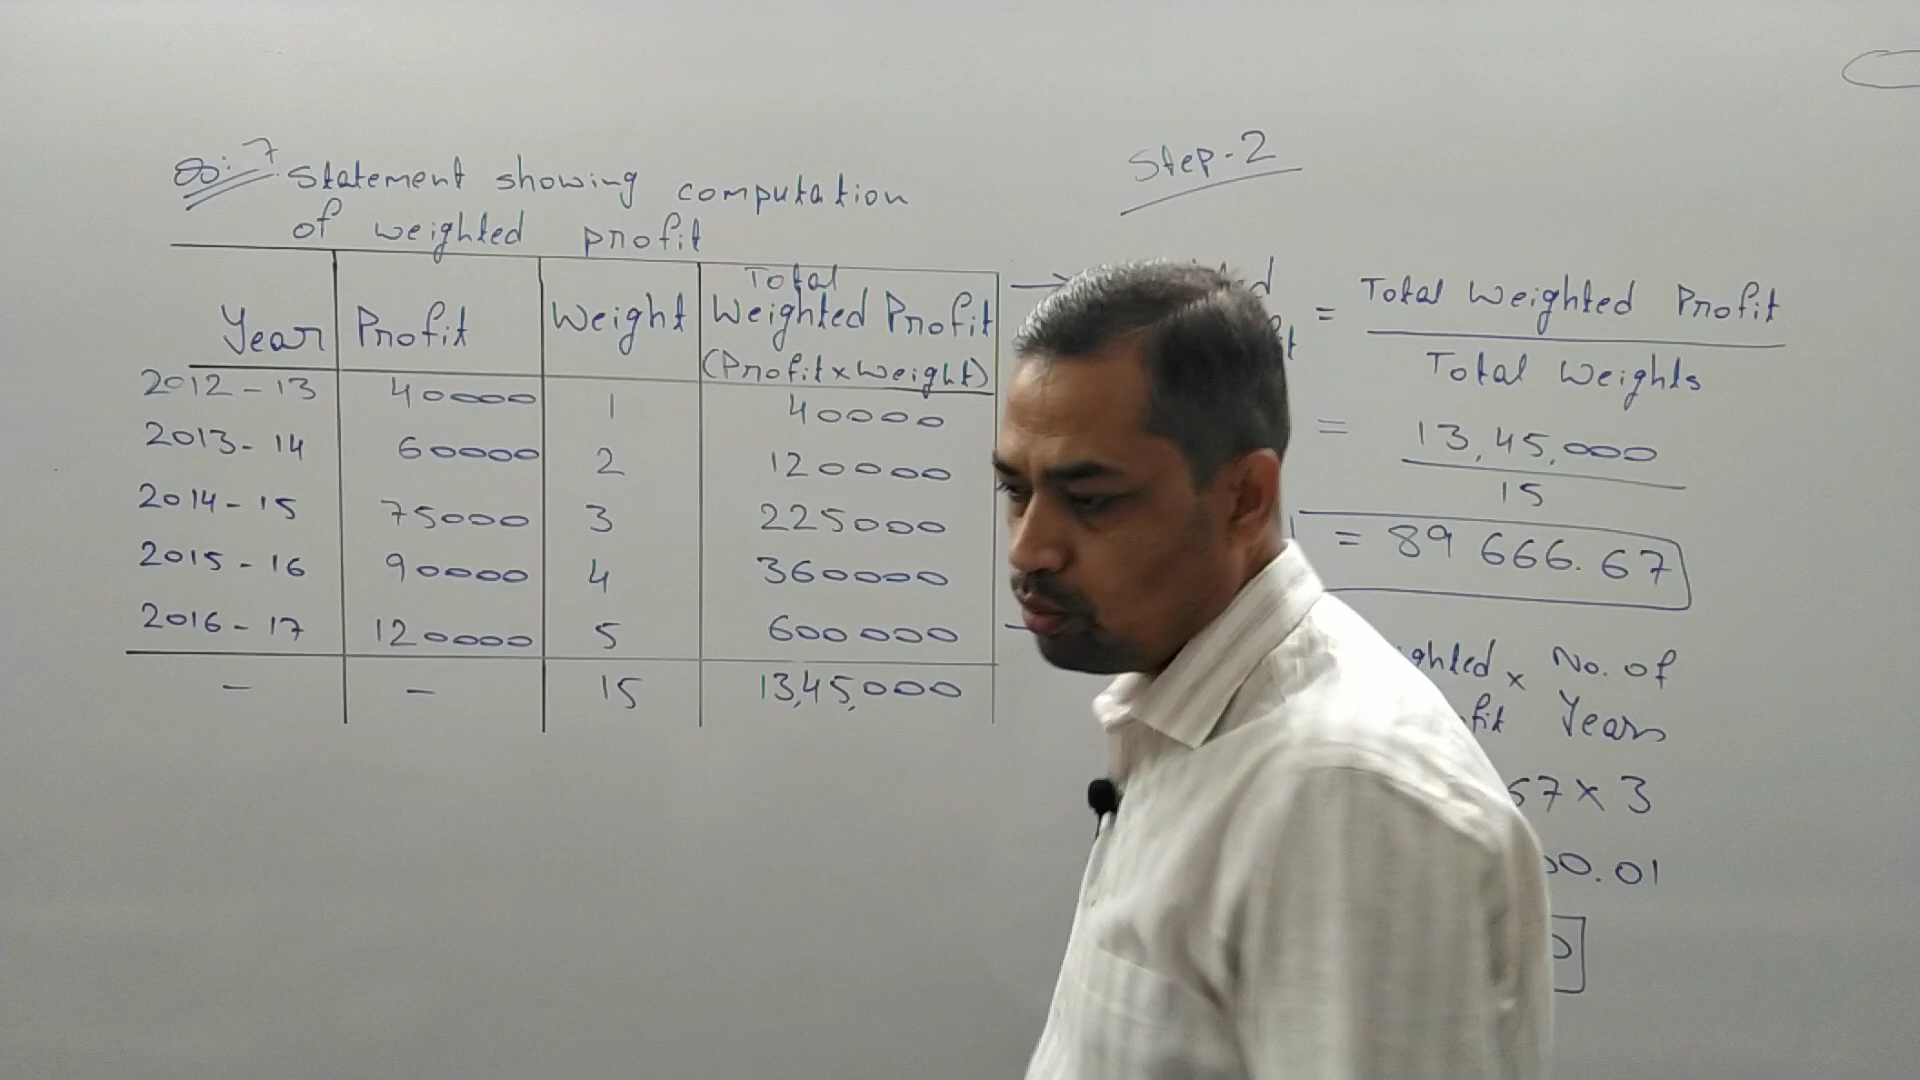 7. Statement showing computation
of weighted profit
Year Profit Weight Total Weighted Profit (Profit x Weight)
2012-13 40000 1 40000
2013-14 60000 2 120000
2014-15 75000 3 225000
2015-16 90000 4 360000
2016-17 120000 5 600000
- - 15 13,45,000
Step-2
= Total Weighted Profit
Total Weights
= 13,45,000
15
= 89 666.67
x No. of
Years
67 x 3
00.01